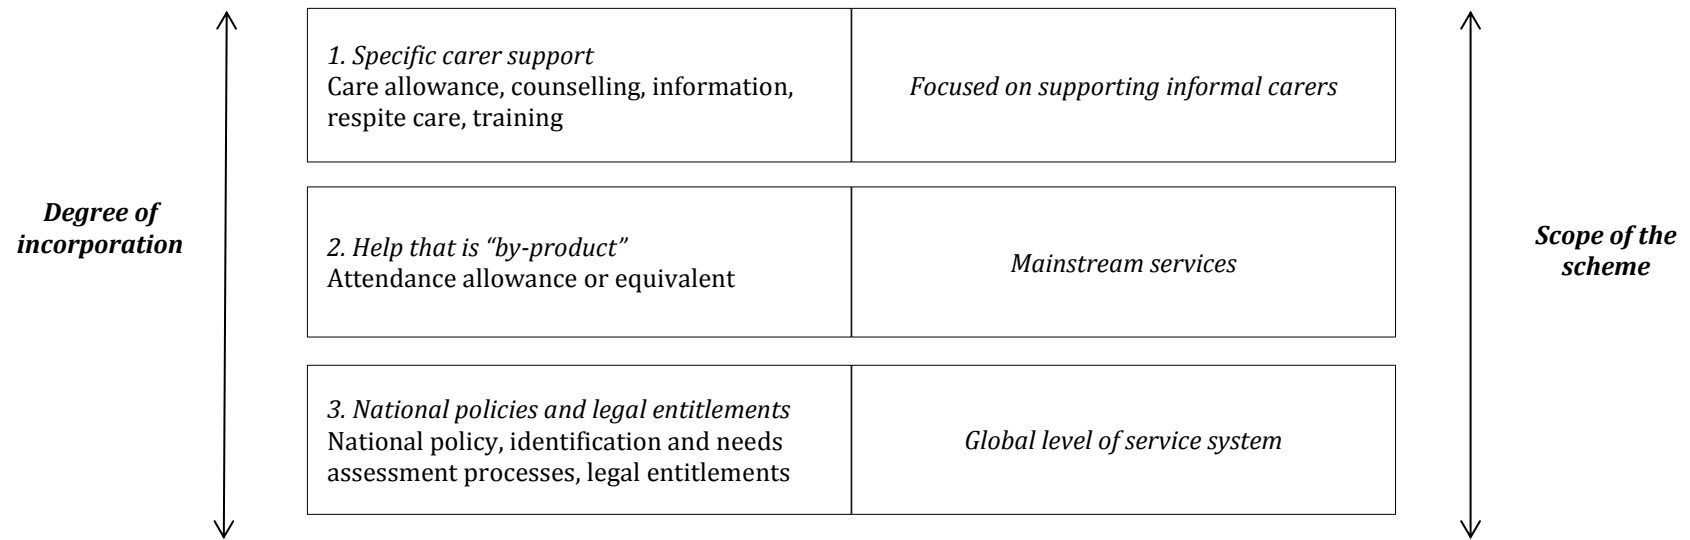 Degree of
incorporation
1. Specific carer support
Care allowance, counselling, information,
respite care, training
Focused on supporting informal carers
2. Help that is “by-product”
Attendance allowance or equivalent
Mainstream services
3. National policies and legal entitlements
National policy, identification and needs
assessment processes, legal entitlements
Global level of service system
Scope of the
scheme